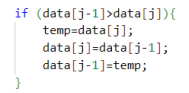 if (data[j-1]>data[j]){
    temp=data[j];
    data[j]=data[j-1];
    data[j-1]=temp;
}